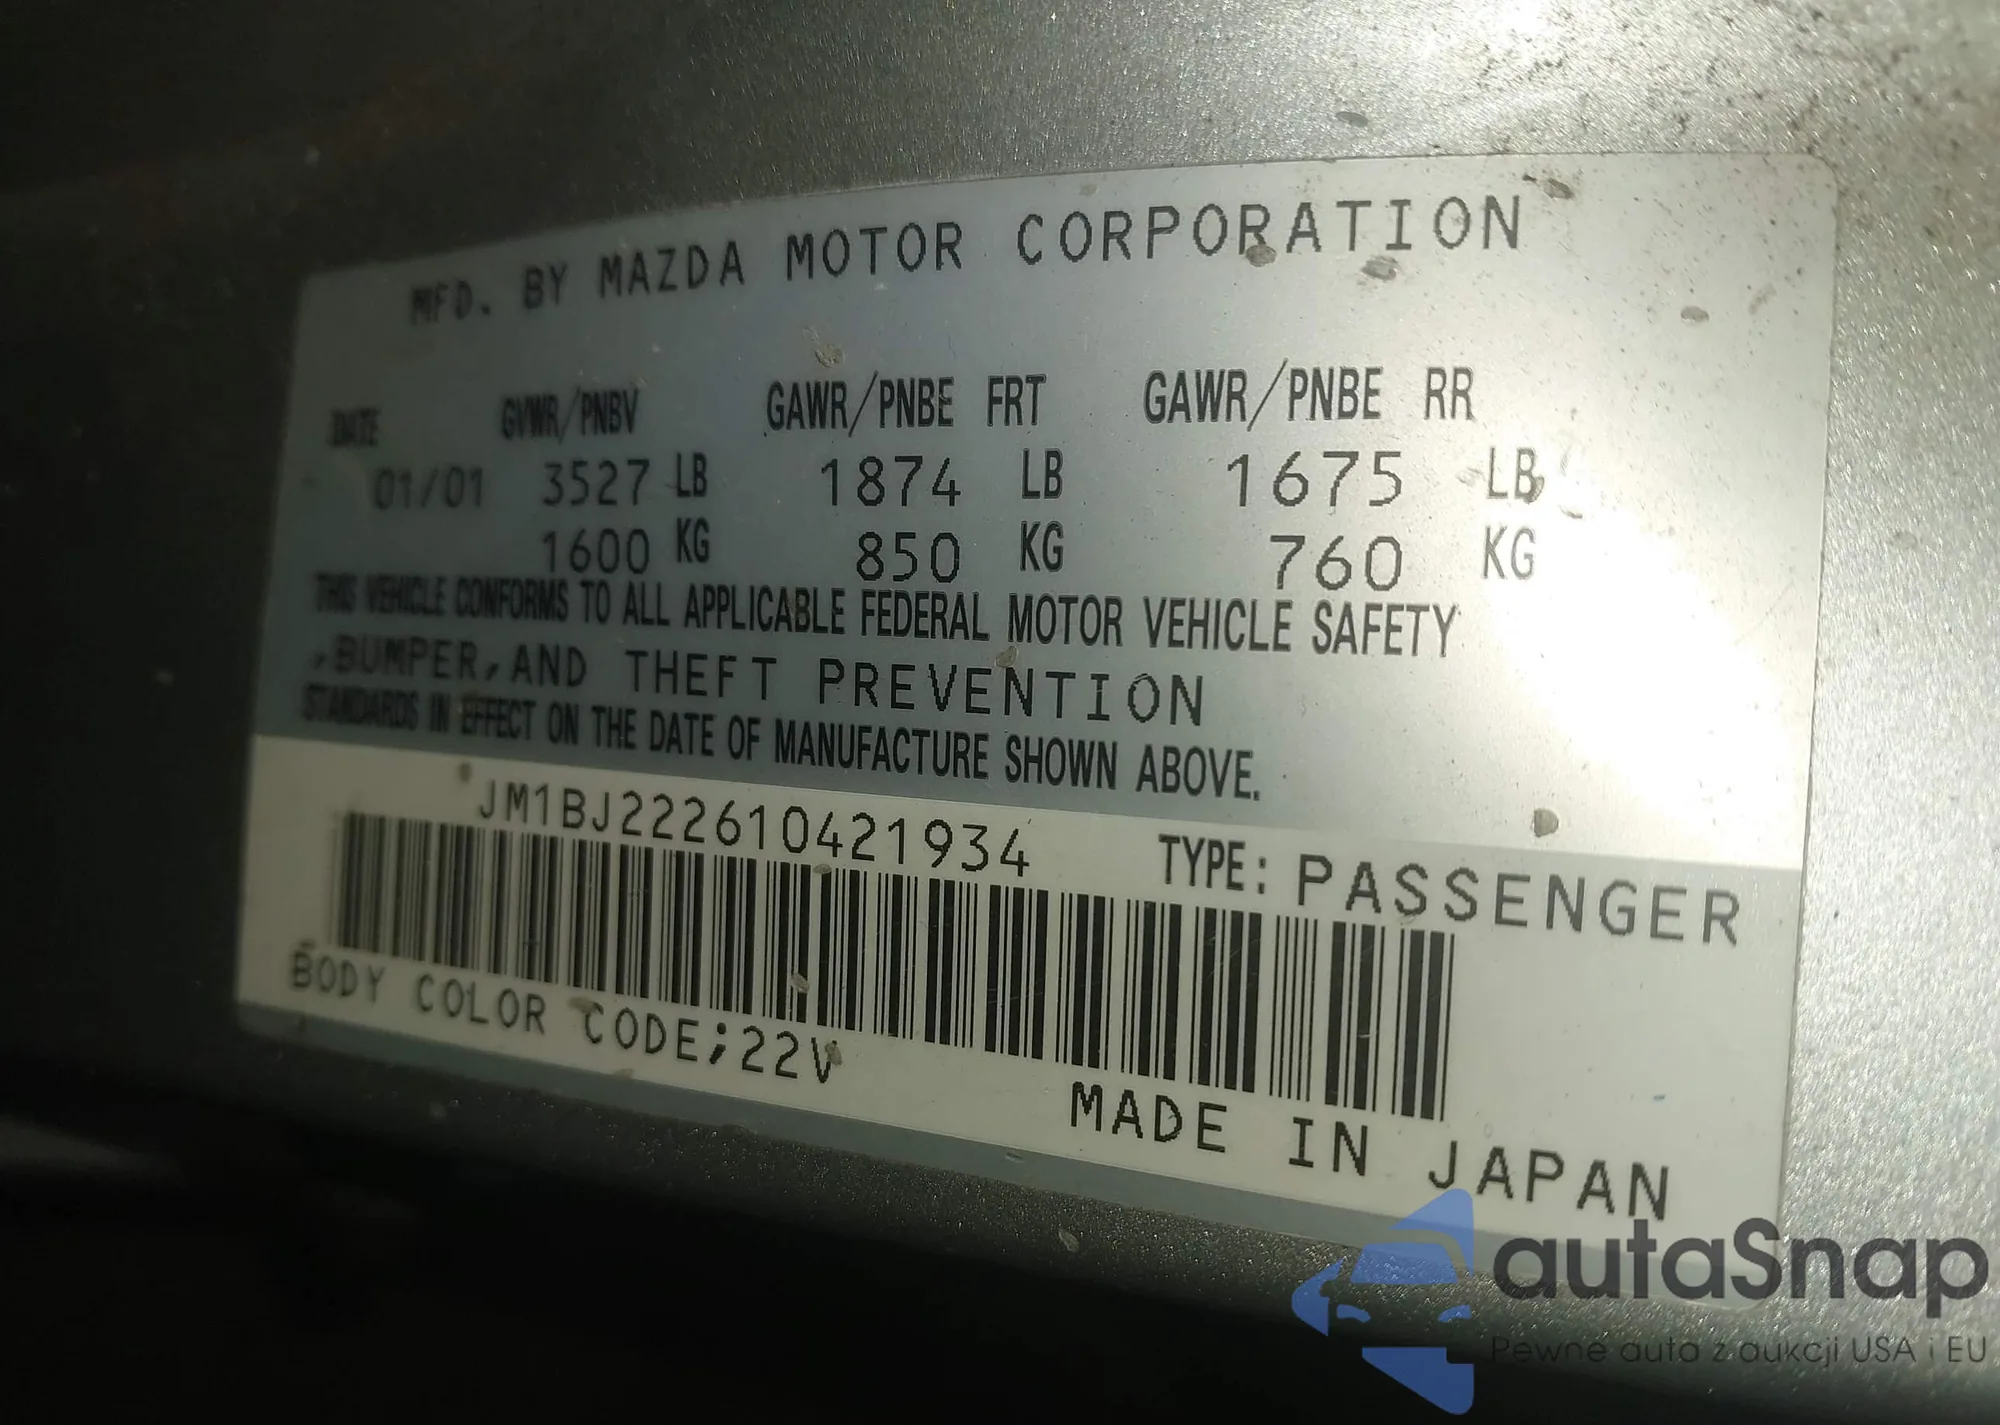 MFD. BY MAZDA MOTOR CORPORATION
DATE GVWR/PNBV GAWR/PNBE FRT GAWR/PNBE RR
01/01 3527 LB 1874 LB 1675 LB
1600 KG 850 KG 760 KG
THIS VEHICLE CONFORMS TO ALL APPLICABLE FEDERAL MOTOR VEHICLE SAFETY
,BUMPER,AND THEFT PREVENTION
STANDARDS IN EFFECT ON THE DATE OF MANUFACTURE SHOWN ABOVE.
JM1BJ222610421934 TYPE: PASSENGER
BODY COLOR CODE;22V
MADE IN JAPAN
autaSnap
Pewne auta z aukcji USA i EU